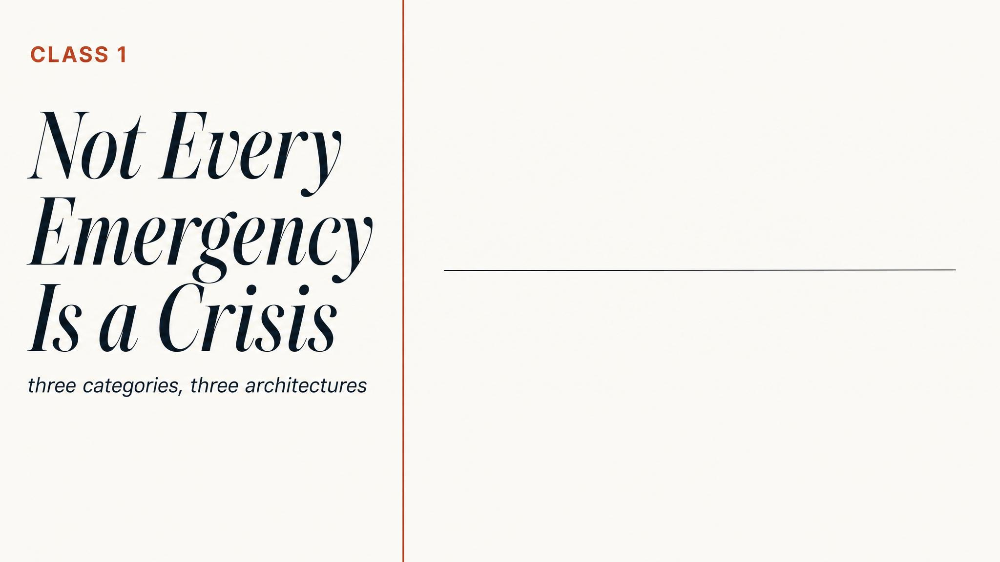 CLASS 1
Not Every
Emergency
Is a Crisis
three categories, three architectures